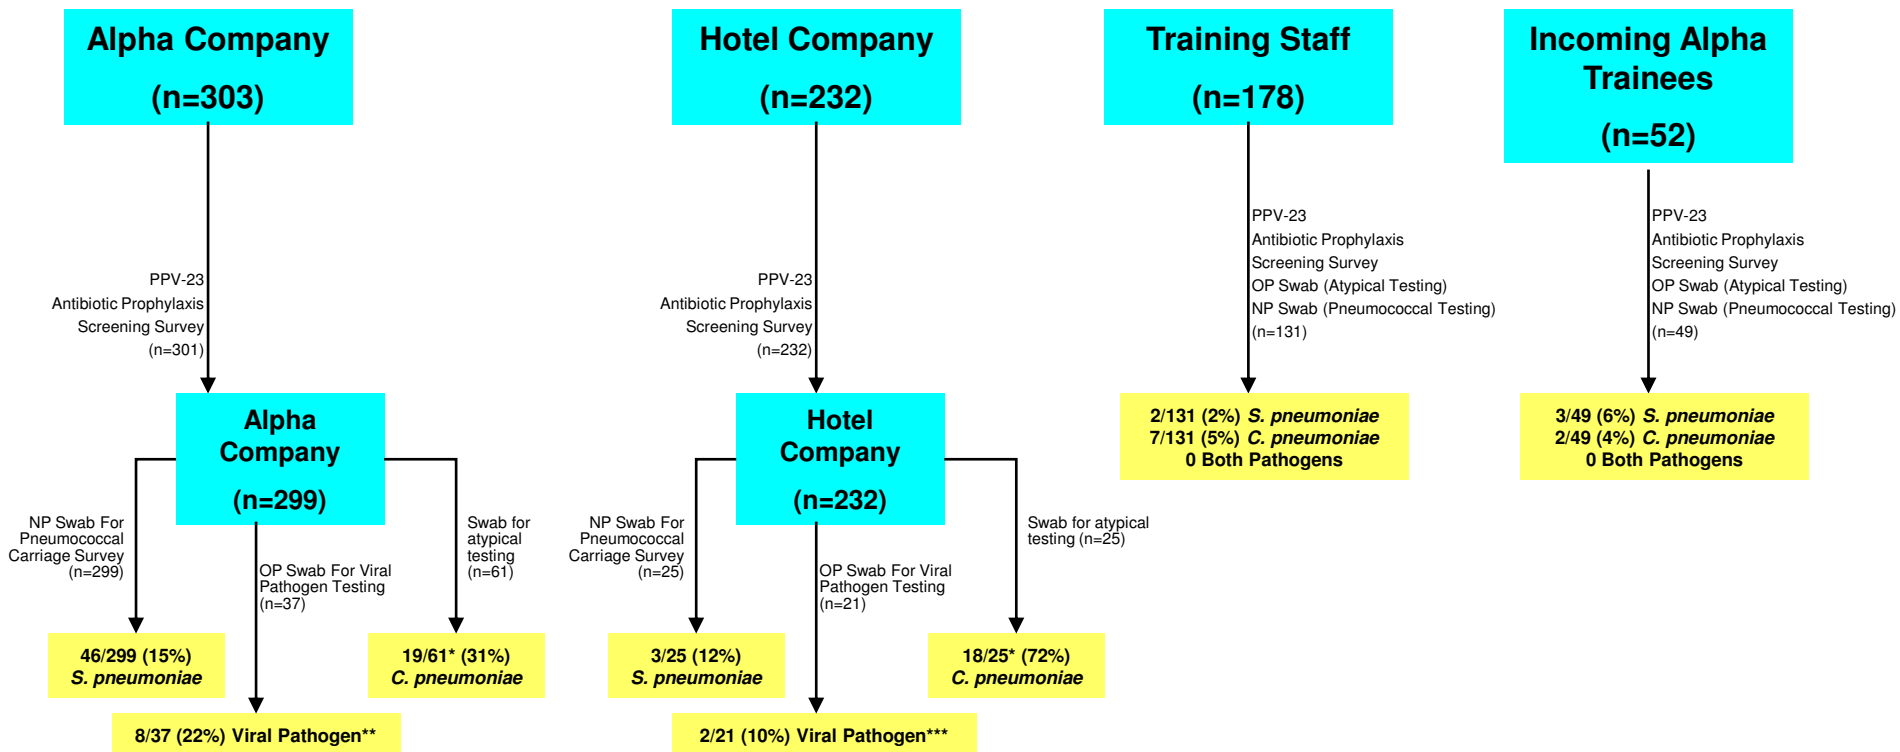 Alpha Company
(n=303)
Hotel Company
(n=232)
Training Staff
(n=178)
Incoming Alpha
Trainees
(n=52)
PPV-23
Antibiotic Prophylaxis
Screening Survey
(n=301)
PPV-23
Antibiotic Prophylaxis
Screening Survey
(n=232)
PPV-23
Antibiotic Prophylaxis
Screening Survey
OP Swab (Atypical Testing)
NP Swab (Pneumococcal Testing)
(n=131)
PPV-23
Antibiotic Prophylaxis
Screening Survey
OP Swab (Atypical Testing)
NP Swab (Pneumococcal Testing)
(n=49)
Alpha
Company
(n=299)
Hotel
Company
(n=232)
2/131 (2%) S. pneumoniae
7/131 (5%) C. pneumoniae
0 Both Pathogens
3/49 (6%) S. pneumoniae
2/49 (4%) C. pneumoniae
0 Both Pathogens
NP Swab For
Pneumococcal
Carriage Survey
(n=299)
OP Swab For Viral
Pathogen Testing
(n=37)
Swab for
atypical
testing
(n=61)
NP Swab For
Pneumococcal
Carriage Survey
(n=25)
OP Swab For Viral
Pathogen Testing
(n=21)
Swab for atypical
testing (n=25)
46/299 (15%)
S. pneumoniae
19/61* (31%)
C. pneumoniae
3/25 (12%)
S. pneumoniae
18/25* (72%)
C. pneumoniae
8/37 (22%) Viral Pathogen**
2/21 (10%) Viral Pathogen***